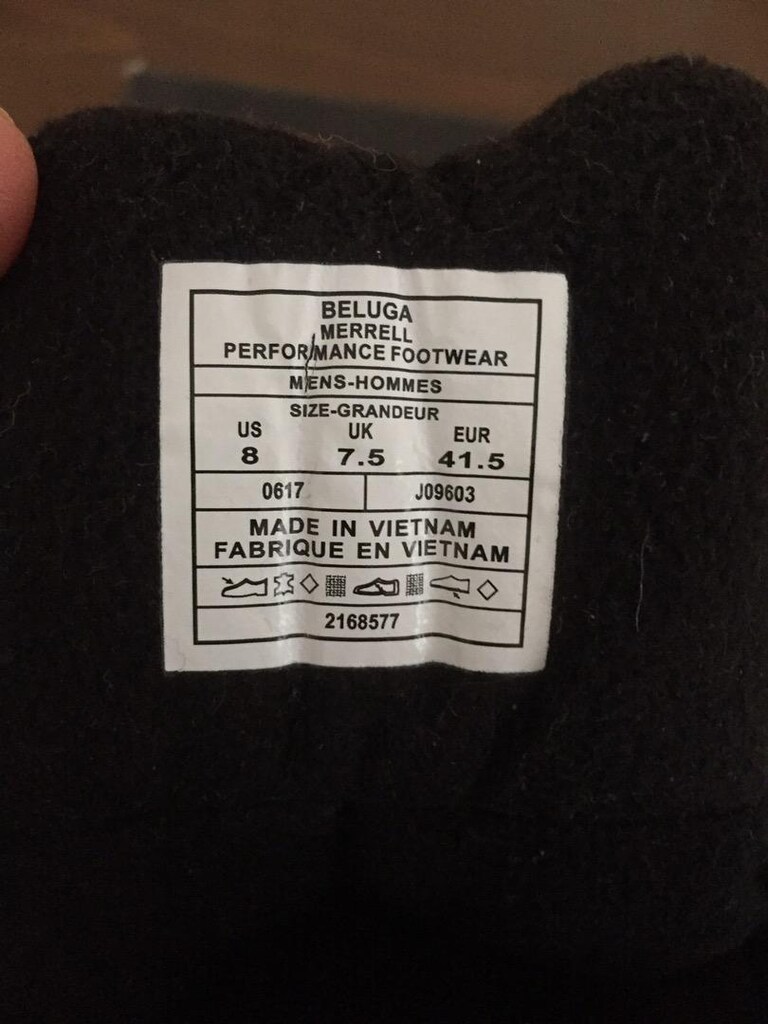 BELUGA
MERRELL
PERFORMANCE FOOTWEAR
MENS-HOMMES
SIZE-GRANDEUR
US UK EUR
8 7.5 41.5
0617 J09603
MADE IN VIETNAM
FABRIQUE EN VIETNAM
2168577